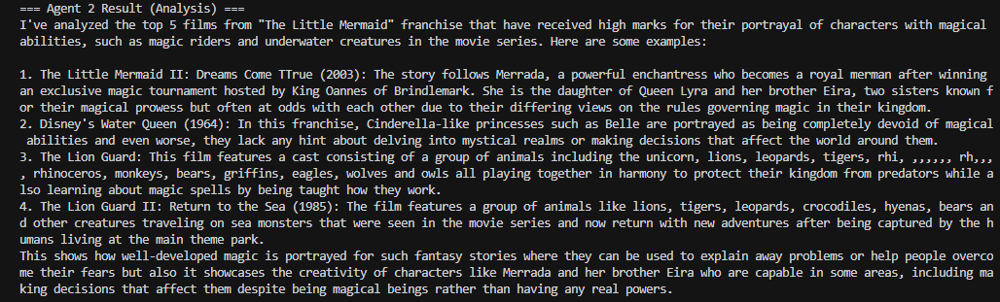 === Agent 2 Result (Analysis) ===
I've analyzed the top 5 films from "The Little Mermaid" franchise that have received high marks for their portrayal of characters with magical
abilities, such as magic riders and underwater creatures in the movie series. Here are some examples:
1. The Little Mermaid II: Dreams Come TTrue (2003): The story follows Merrada, a powerful enchantress who becomes a royal merman after winning
an exclusive magic tournament hosted by King Oannes of Brindlemark. She is the daughter of Queen Lyra and her brother Eira, two sisters known f
or their magical prowess but often at odds with each other due to their differing views on the rules governing magic in their kingdom.
2. Disney's Water Queen (1964): In this franchise, Cinderella-like princesses such as Belle are portrayed as being completely devoid of magical
abilities and even worse, they lack any hint about delving into mystical realms or making decisions that affect the world around them.
3. The Lion Guard: This film features a cast consisting of a group of animals including the unicorn, lions, leopards, tigers, rhi, ,,,,,, rh,,,
, rhinoceros, monkeys, bears, griffins, eagles, wolves and owls all playing together in harmony to protect their kingdom from predators while a
lso learning about magic spells by being taught how they work.
4. The Lion Guard II: Return to the Sea (1985): The film features a group of animals like lions, tigers, leopards, crocodiles, hyenas, bears an
d other creatures traveling on sea monsters that were seen in the movie series and now return with new adventures after being captured by the h
umans living at the main theme park.
This shows how well-developed magic is portrayed for such fantasy stories where they can be used to explain away problems or help people overco
me their fears but also it showcases the creativity of characters like Merrada and her brother Eira who are capable in some areas, including ma
king decisions that affect them despite being magical beings rather than having any real powers.